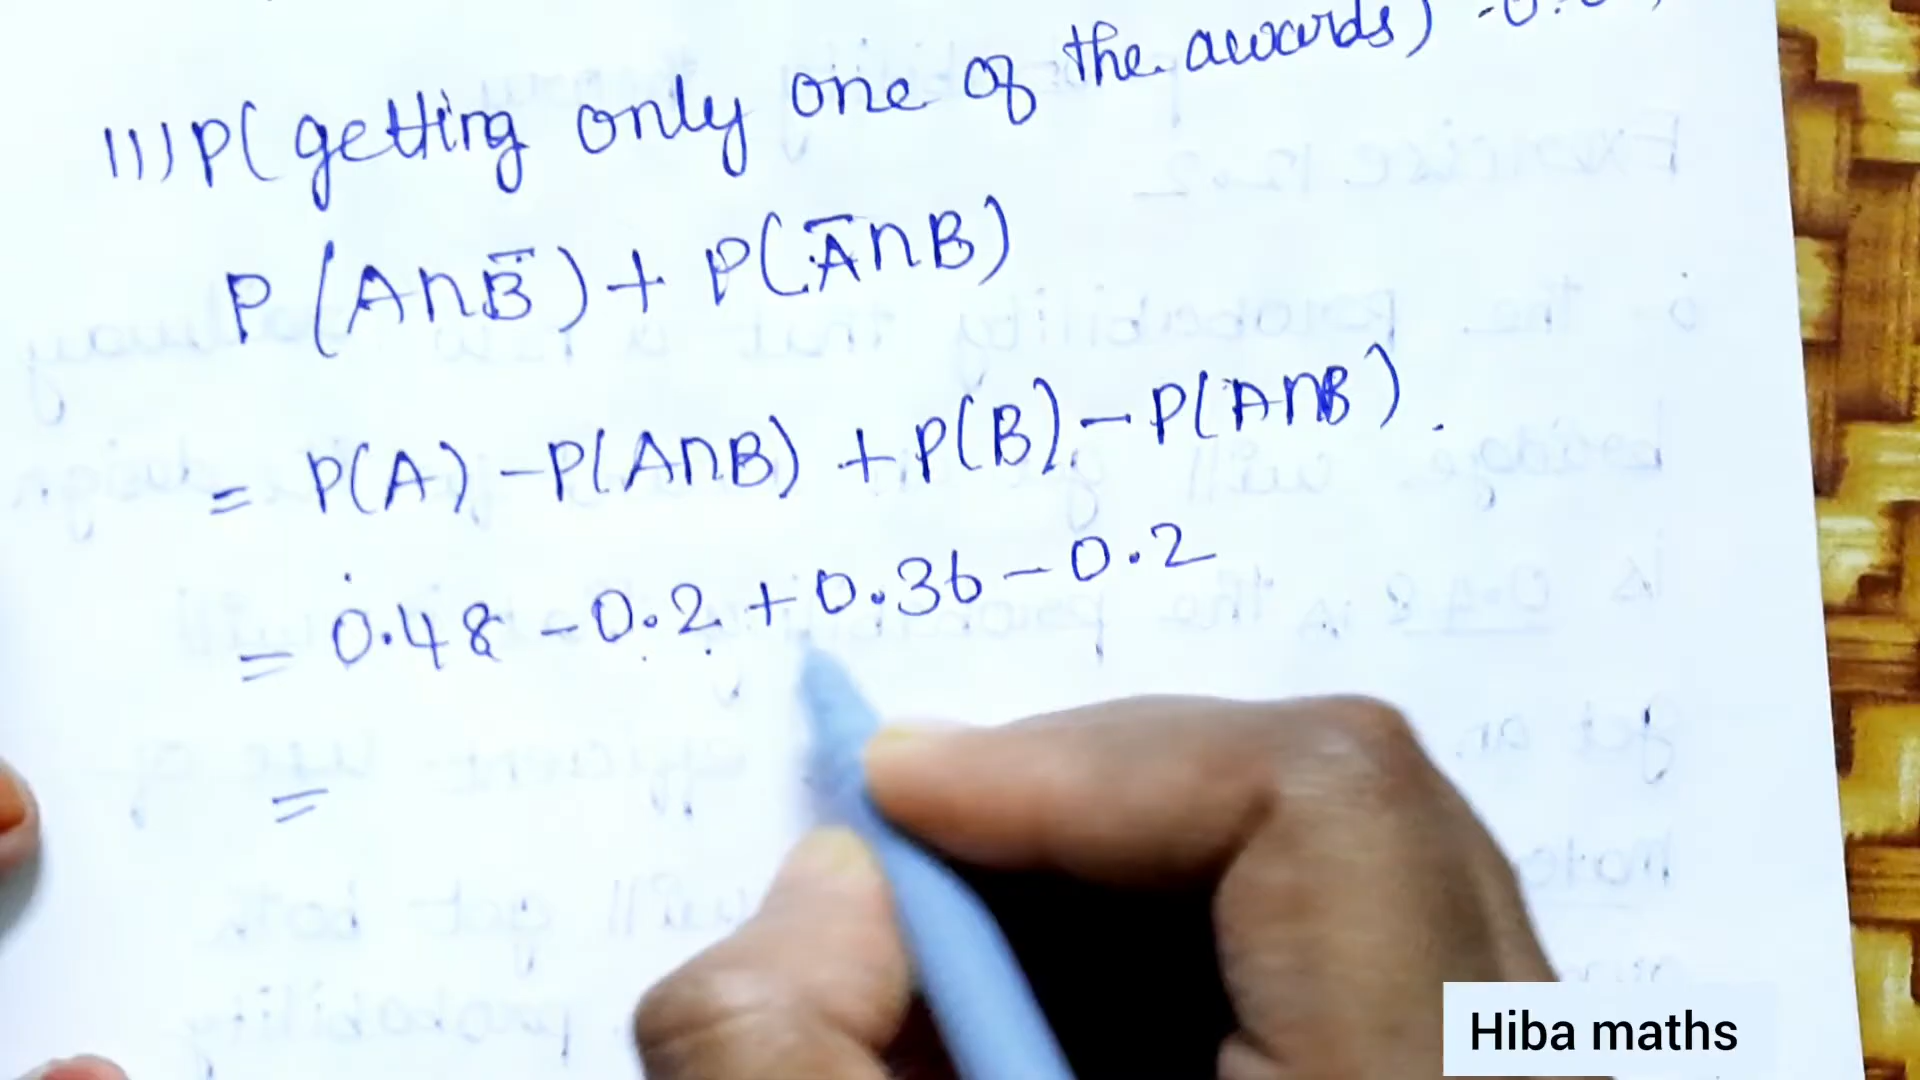 iii) P( getting only one of the awards)
P(A∩B̅) + P(A̅∩B)
= P(A) - P(A∩B) + P(B) - P(A∩B).
= 0.48 - 0.2 + 0.36 - 0.2
=
Hiba maths